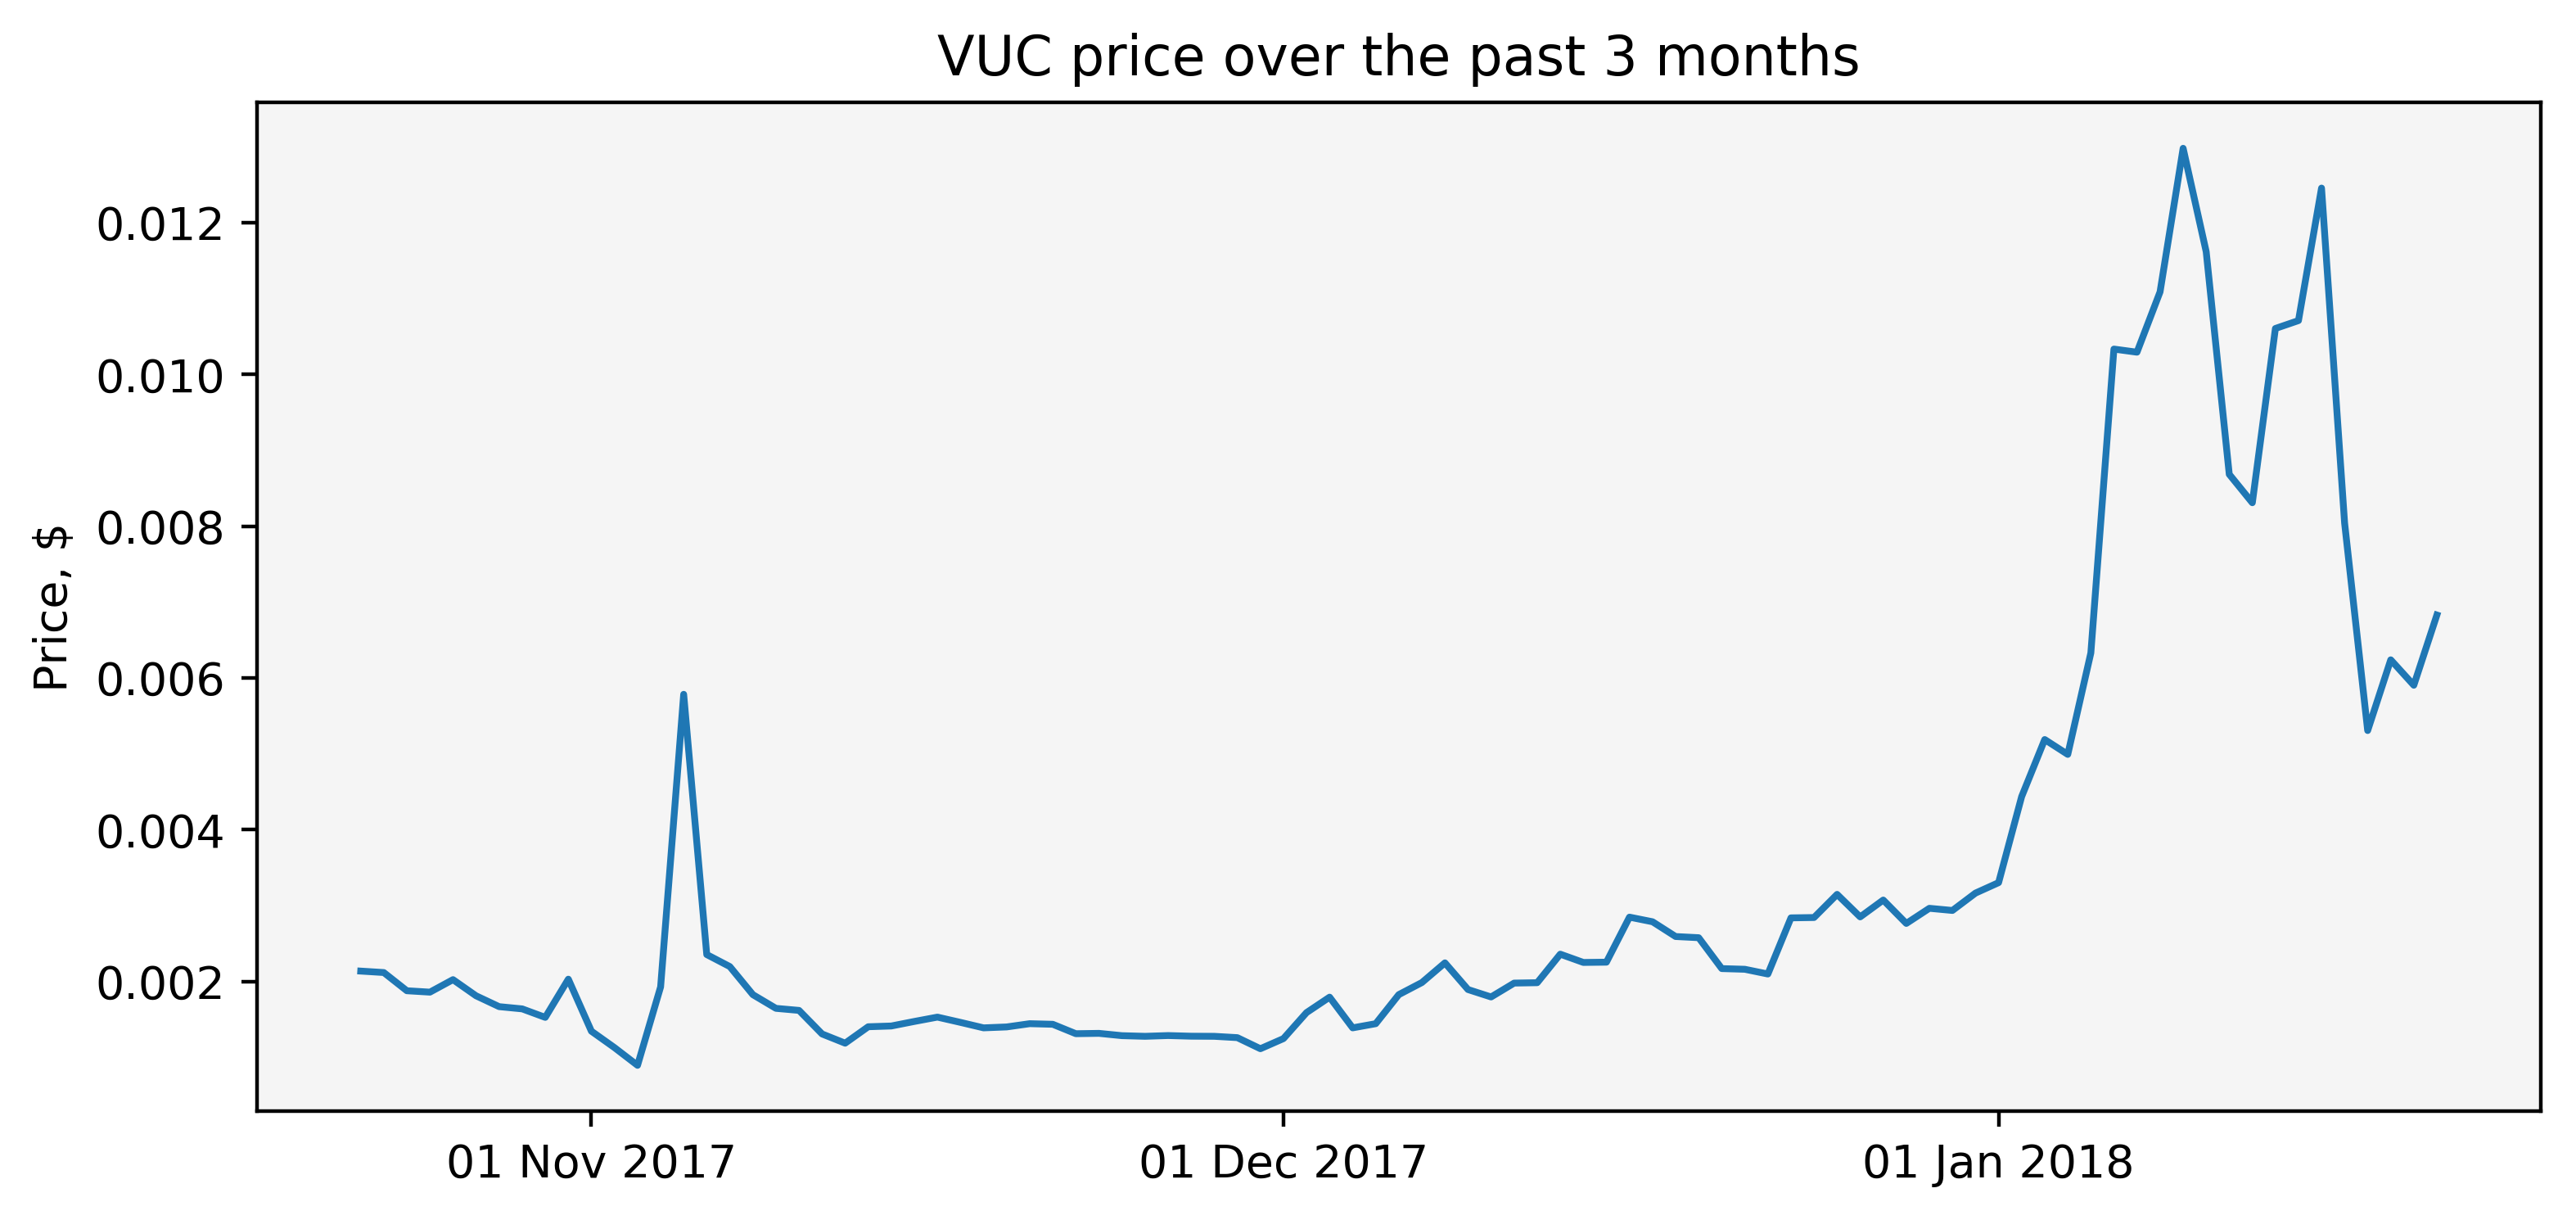 VUC price over the past 3 months
Price, $
0.012
0.010
0.008
0.006
0.004
0.002
01 Nov 2017
01 Dec 2017
01 Jan 2018